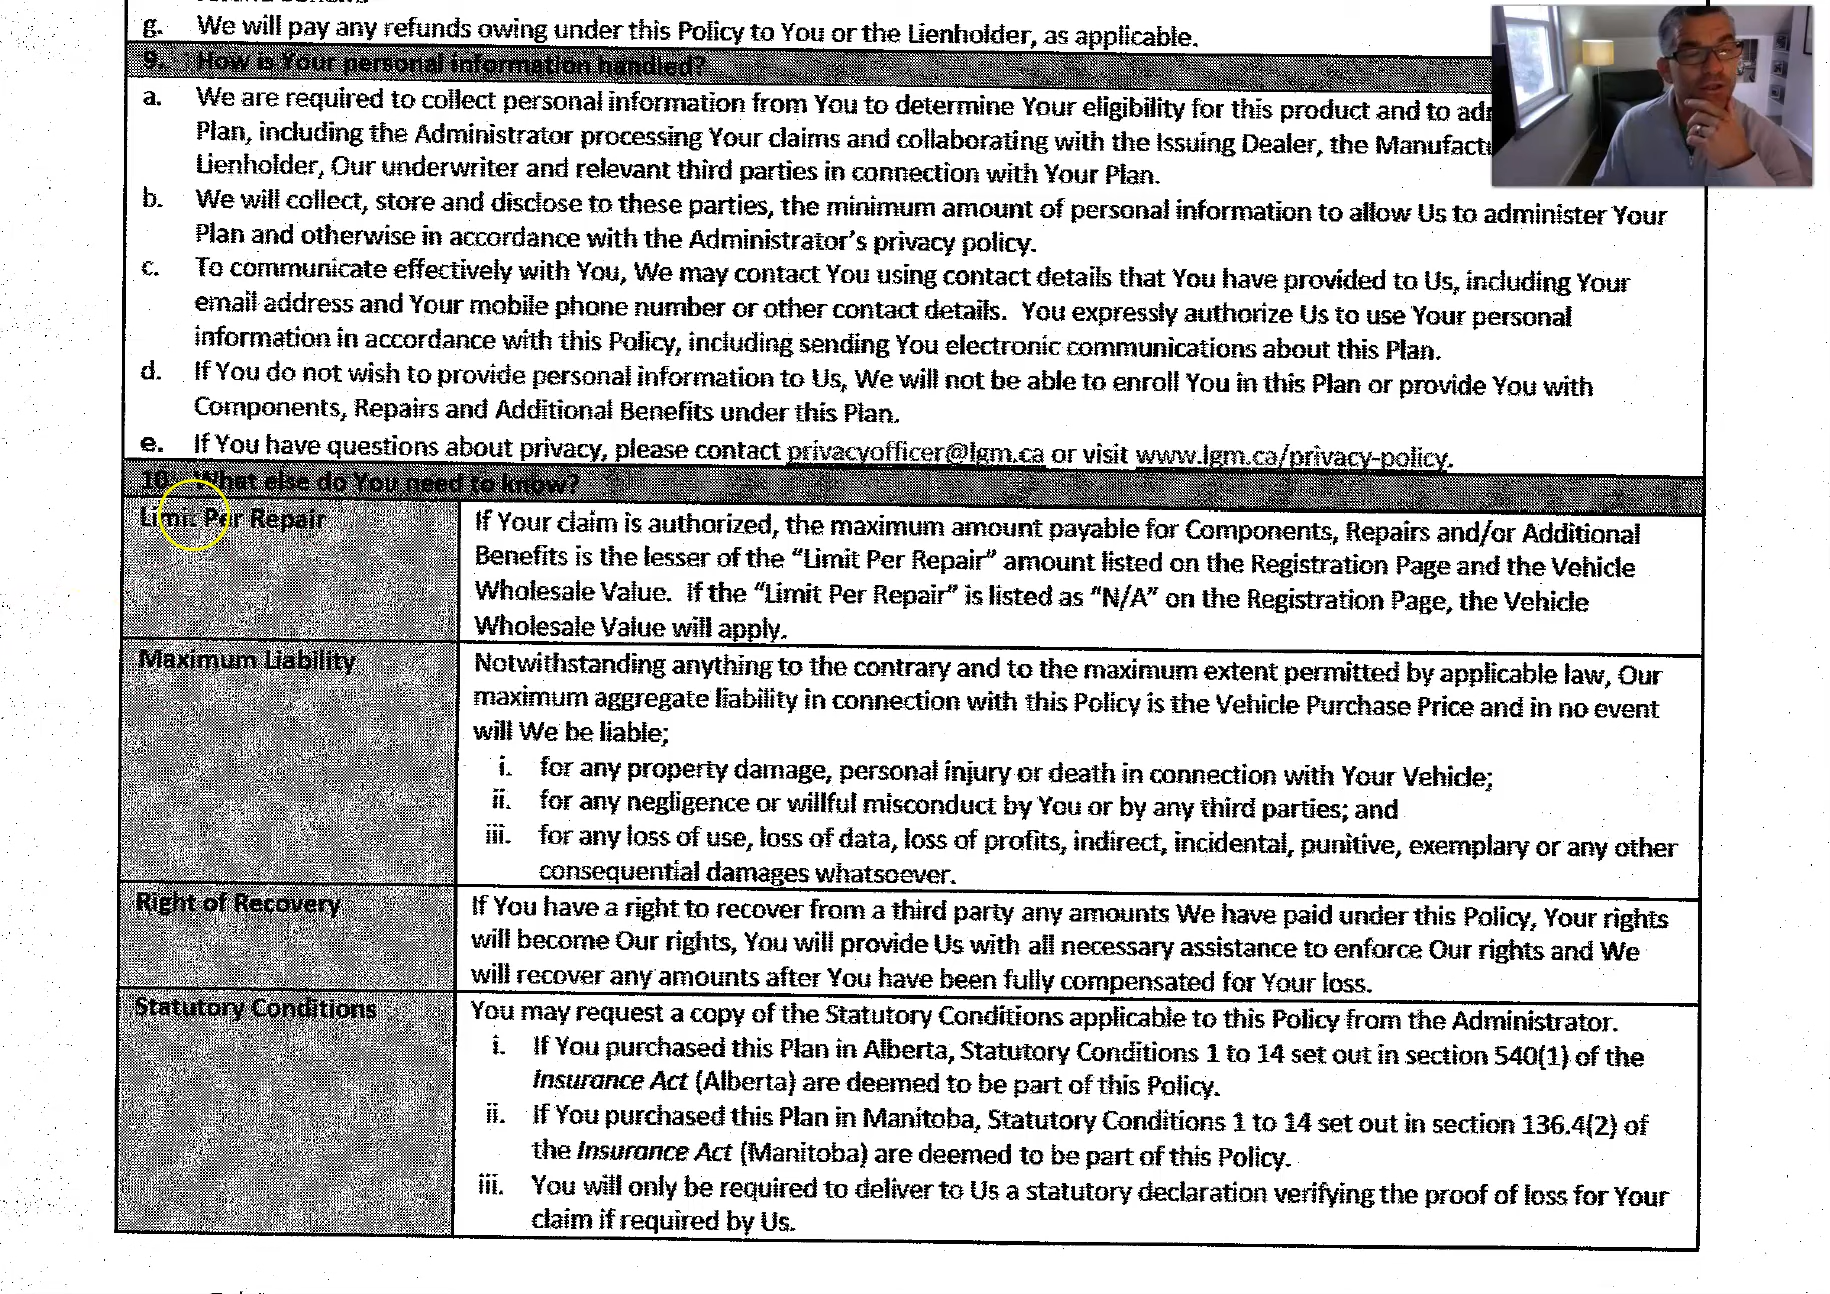 g. We will pay any refunds owing under this Policy to You or the Lienholder, as applicable.
9. How is Your personal information handled?
a. We are required to collect personal information from You to determine Your eligibility for this product and to
Plan, including the Administrator processing Your claims and collaborating with the Issuing Dealer, the
Lienholder, Our underwriter and relevant third parties in connection with Your Plan.
b. We will collect, store and disclose to these parties, the minimum amount of personal information to allow Us to administer Your
Plan and otherwise in accordance with the Administrator's privacy policy.
c. To communicate effectively with You, We may contact You using contact details that You have provided to Us, including Your
email address and Your mobile phone number or other contact details. You expressly authorize Us to use Your personal
information in accordance with this Policy, including sending You electronic communications about this Plan.
d. If You do not wish to provide personal information to Us, We will not be able to enroll You in this Plan or provide You with
Components, Repairs and Additional Benefits under this Plan.
e. If You have questions about privacy, please contact privacyofficer@lgm.ca or visit www.lgm.ca/privacy-policy.
10. What else do You need to know?
Limit Per Repair
If Your claim is authorized, the maximum amount payable for Components, Repairs and/or Additional
Benefits is the lesser of the "Limit Per Repair" amount listed on the Registration Page and the Vehicle
Wholesale Value. If the "Limit Per Repair" is listed as "N/A" on the Registration Page, the Vehicle
Wholesale Value will apply.
Maximum Liability
Notwithstanding anything to the contrary and to the maximum extent permitted by applicable law, Our
maximum aggregate liability in connection with this Policy is the Vehicle Purchase Price and in no event
will We be liable;
i. for any property damage, personal injury or death in connection with Your Vehicle;
ii. for any negligence or willful misconduct by You or by any third parties; and
iii. for any loss of use, loss of data, loss of profits, indirect, incidental, punitive, exemplary or any other
consequential damages whatsoever.
Right of Recovery
If You have a right to recover from a third party any amounts We have paid under this Policy, Your rights
will become Our rights, You will provide Us with all necessary assistance to enforce Our rights and We
will recover any amounts after You have been fully compensated for Your loss.
Statutory Conditions
You may request a copy of the Statutory Conditions applicable to this Policy from the Administrator.
i. If You purchased this Plan in Alberta, Statutory Conditions 1 to 14 set out in section 540(1) of the
Insurance Act (Alberta) are deemed to be part of this Policy.
ii. If You purchased this Plan in Manitoba, Statutory Conditions 1 to 14 set out in section 136.4(2) of
the Insurance Act (Manitoba) are deemed to be part of this Policy.
iii. You will only be required to deliver to Us a statutory declaration verifying the proof of loss for Your
claim if required by Us.